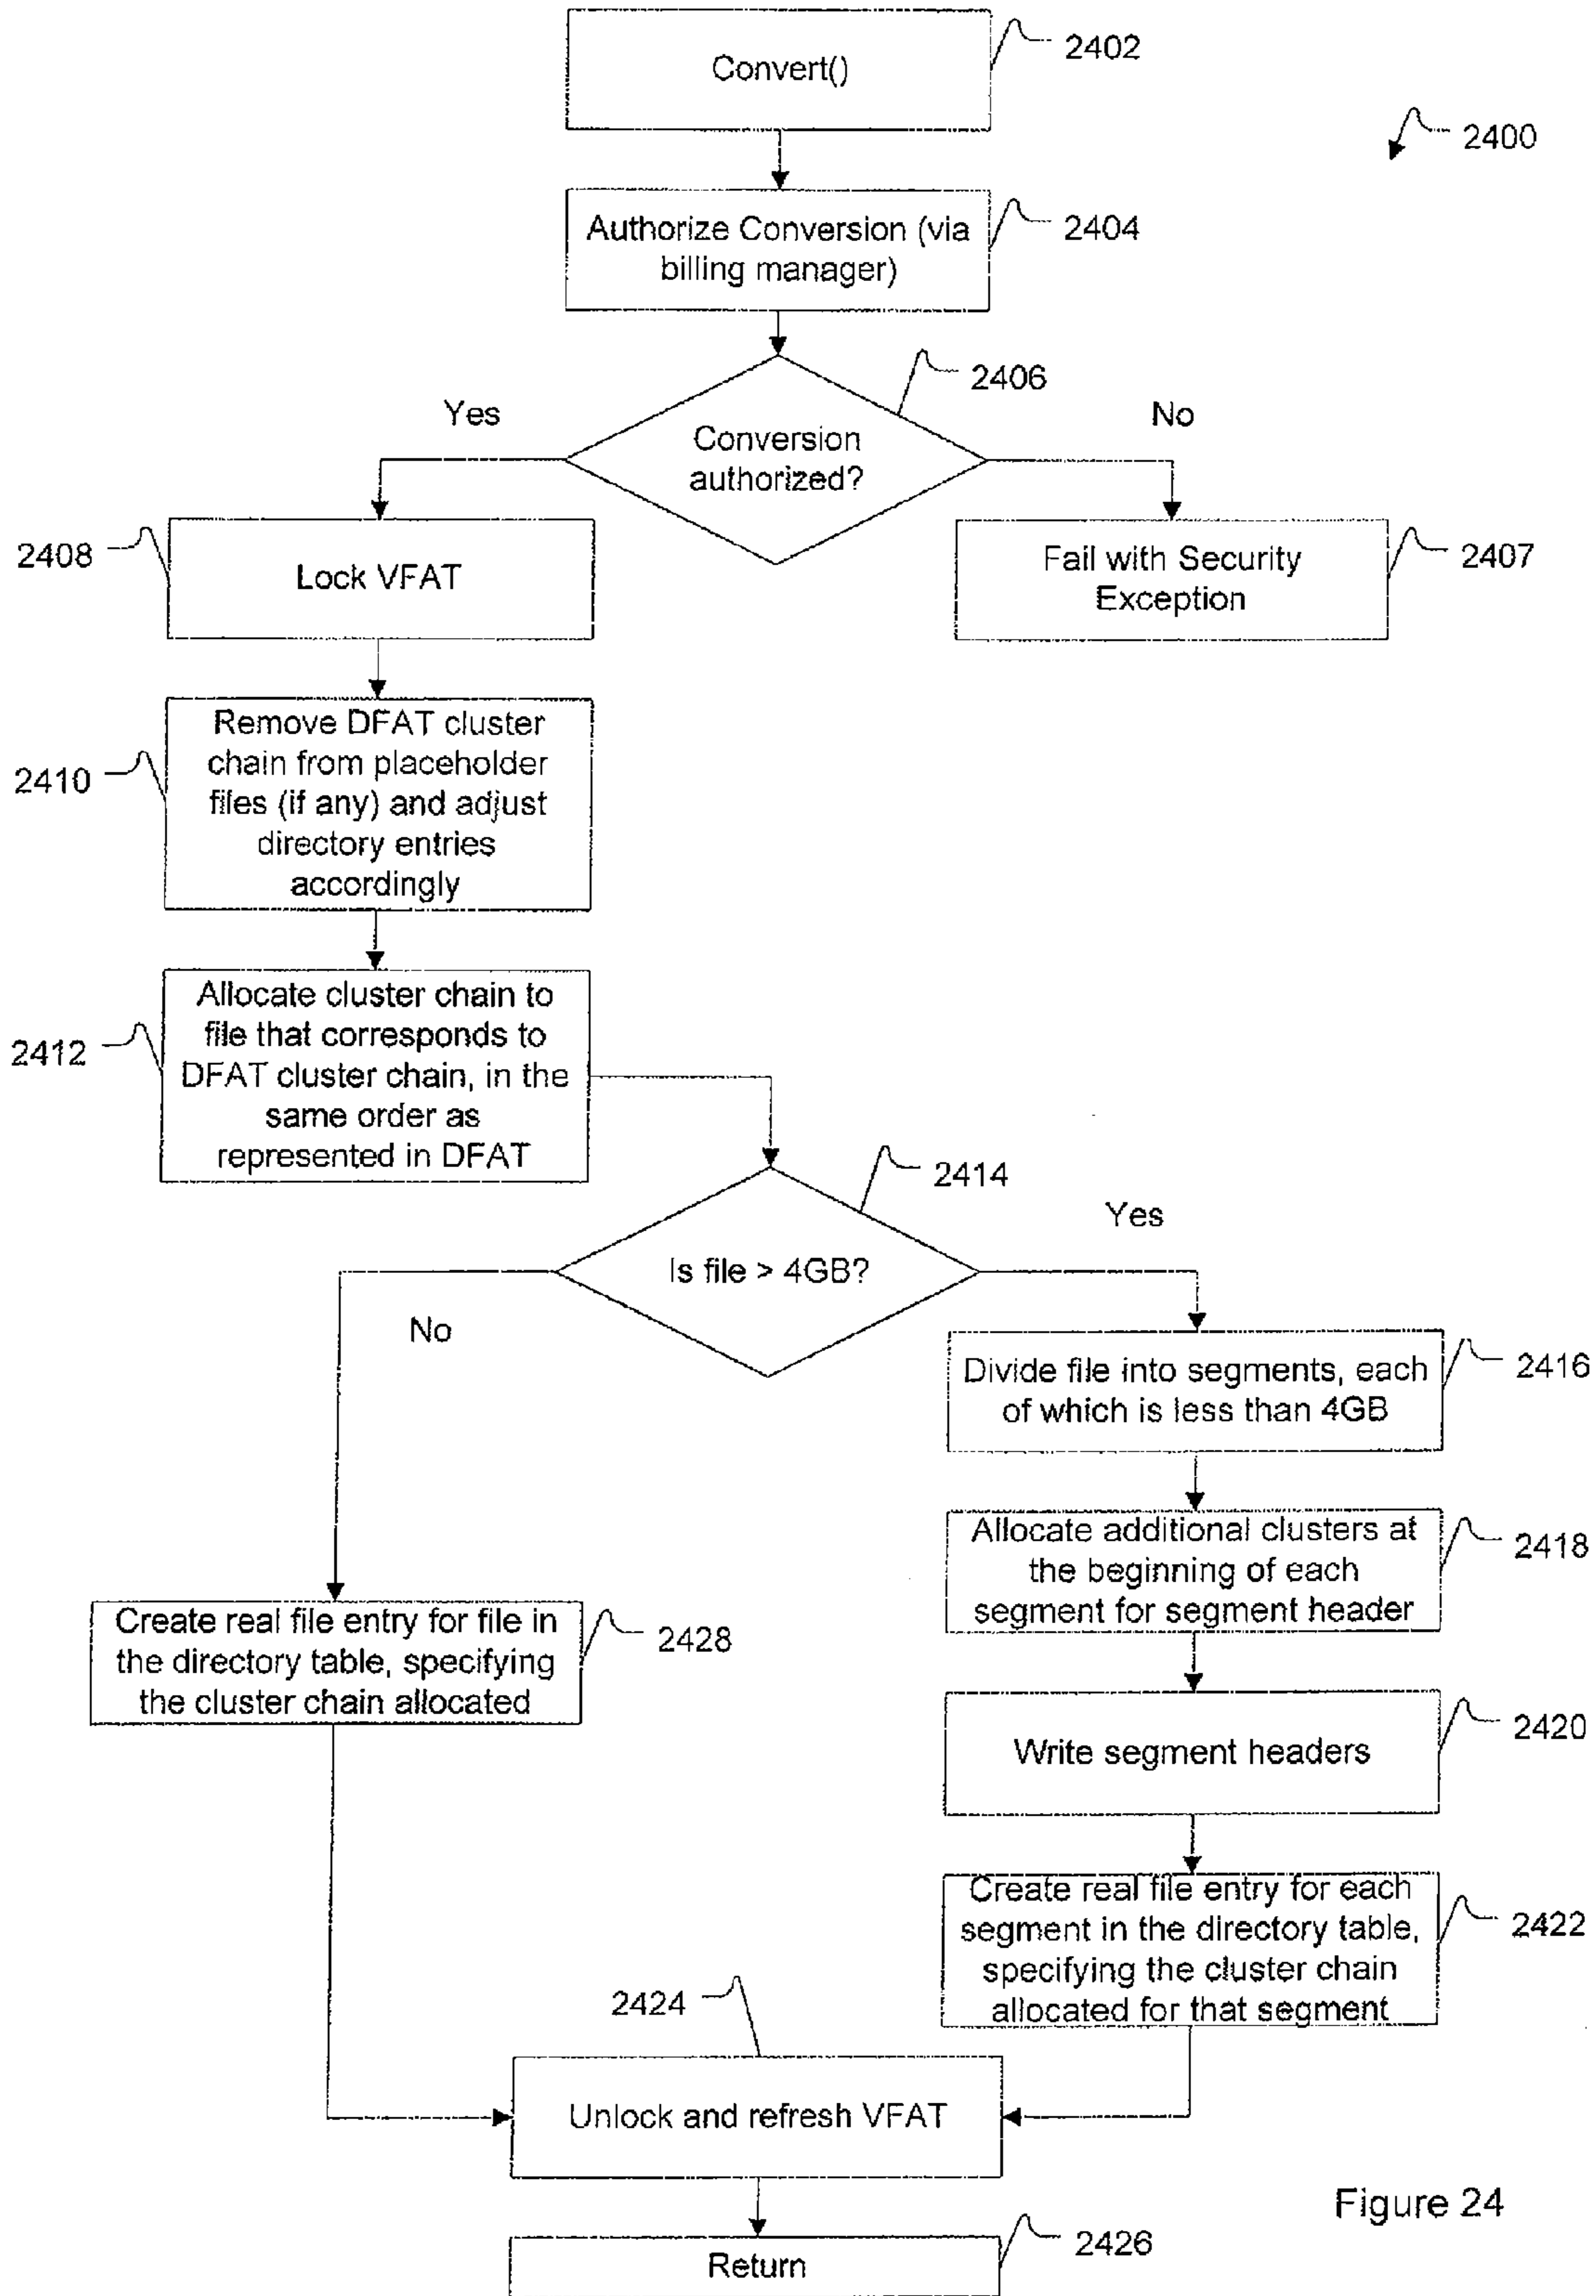 Convert()
2402
2400
Authorize Conversion (via
billing manager)
2404
2406
Yes
No
Conversion
authorized?
2408
Lock VFAT
Fail with Security
Exception
2407
2410
Remove DFAT cluster
chain from placeholder
files (if any) and adjust
directory entries
accordingly
2412
Allocate cluster chain to
file that corresponds to
DFAT cluster chain, in the
same order as
represented in DFAT
2414
Yes
Is file > 4GB?
No
Divide file into segments, each
of which is less than 4GB
2416
Allocate additional clusters at
the beginning of each
segment for segment header
2418
Create real file entry for file in
the directory table, specifying
the cluster chain allocated
2428
Write segment headers
2420
Create real file entry for each
segment in the directory table,
specifying the cluster chain
allocated for that segment
2422
2424
Unlock and refresh VFAT
Figure 24
Return
2426